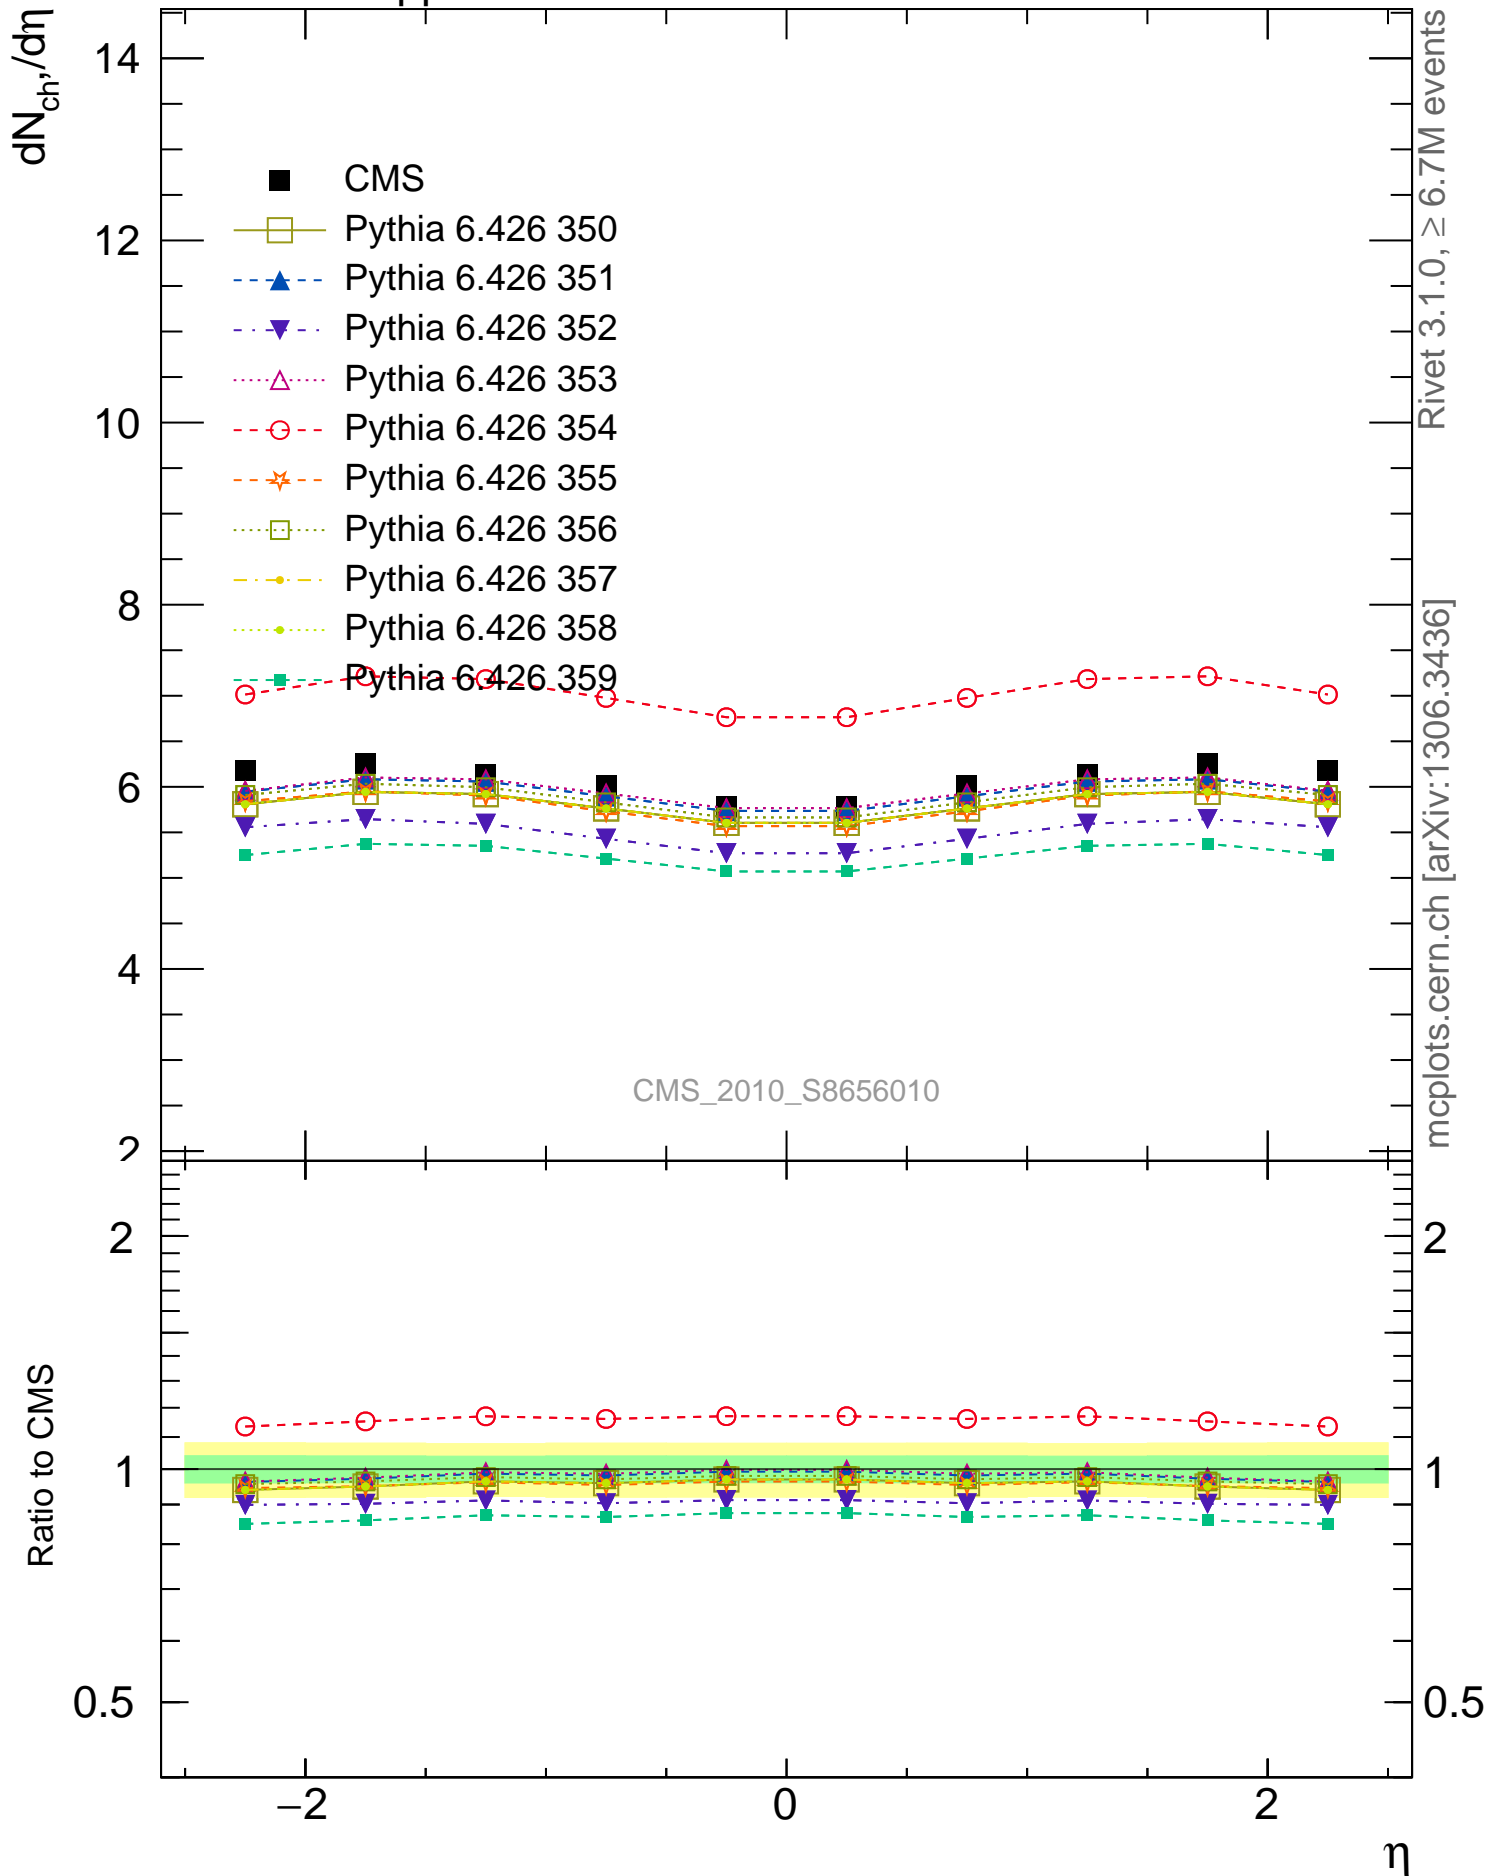 dN_ch,/dη
14
12
10
8
6
4
2
CMS
Pythia 6.426 350
Pythia 6.426 351
Pythia 6.426 352
Pythia 6.426 353
Pythia 6.426 354
Pythia 6.426 355
Pythia 6.426 356
Pythia 6.426 357
Pythia 6.426 358
Pythia 6.426 359
CMS_2010_S8656010
Rivet 3.1.0, ≥ 6.7M events
mcplots.cern.ch [arXiv:1306.3436]
Ratio to CMS
2
1
0.5
2
1
0.5
−2
0
2
η